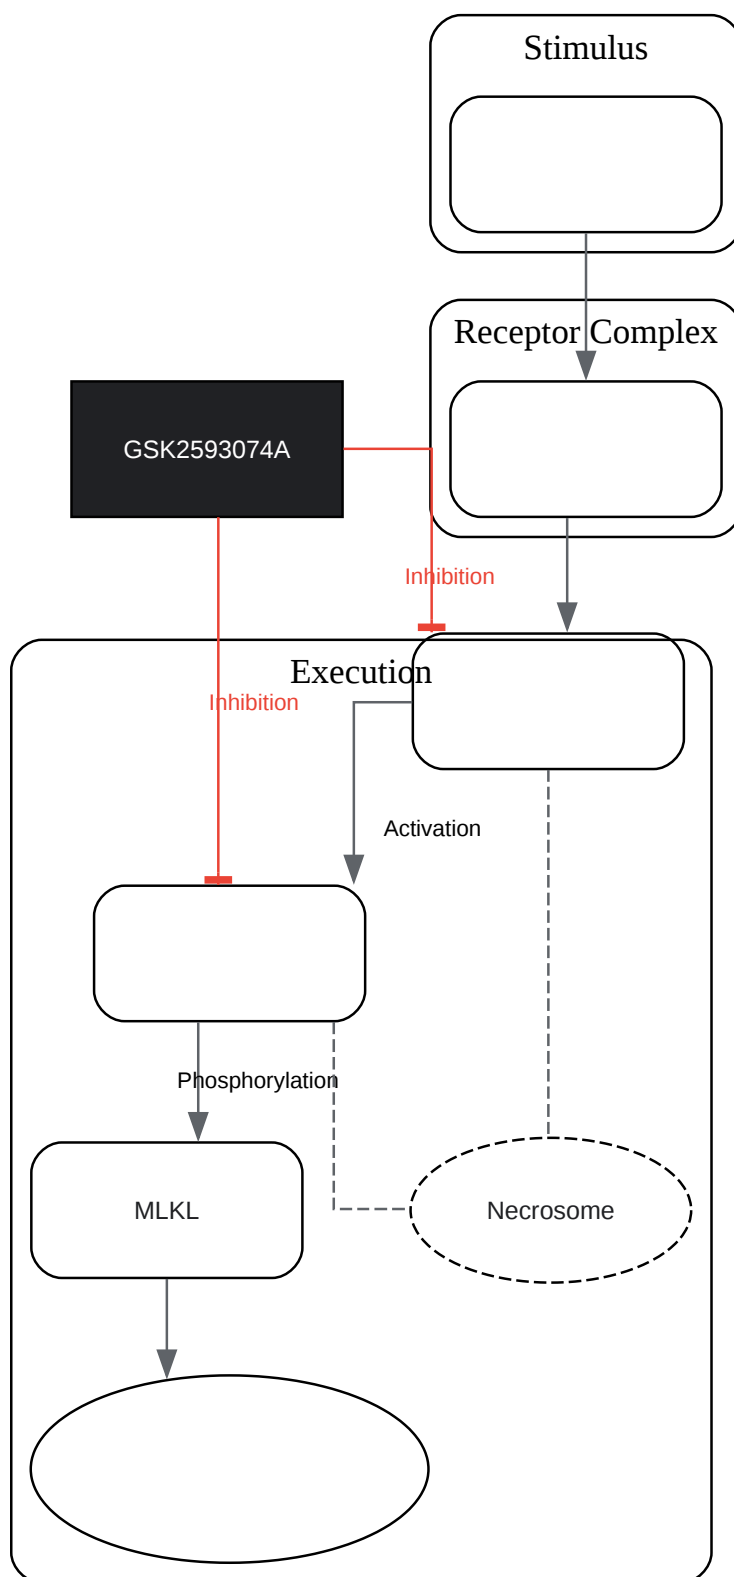 Stimulus
Receptor Complex
GSK2593074A
Inhibition
Execution
Inhibition
Activation
Phosphorylation
MLKL
Necrosome